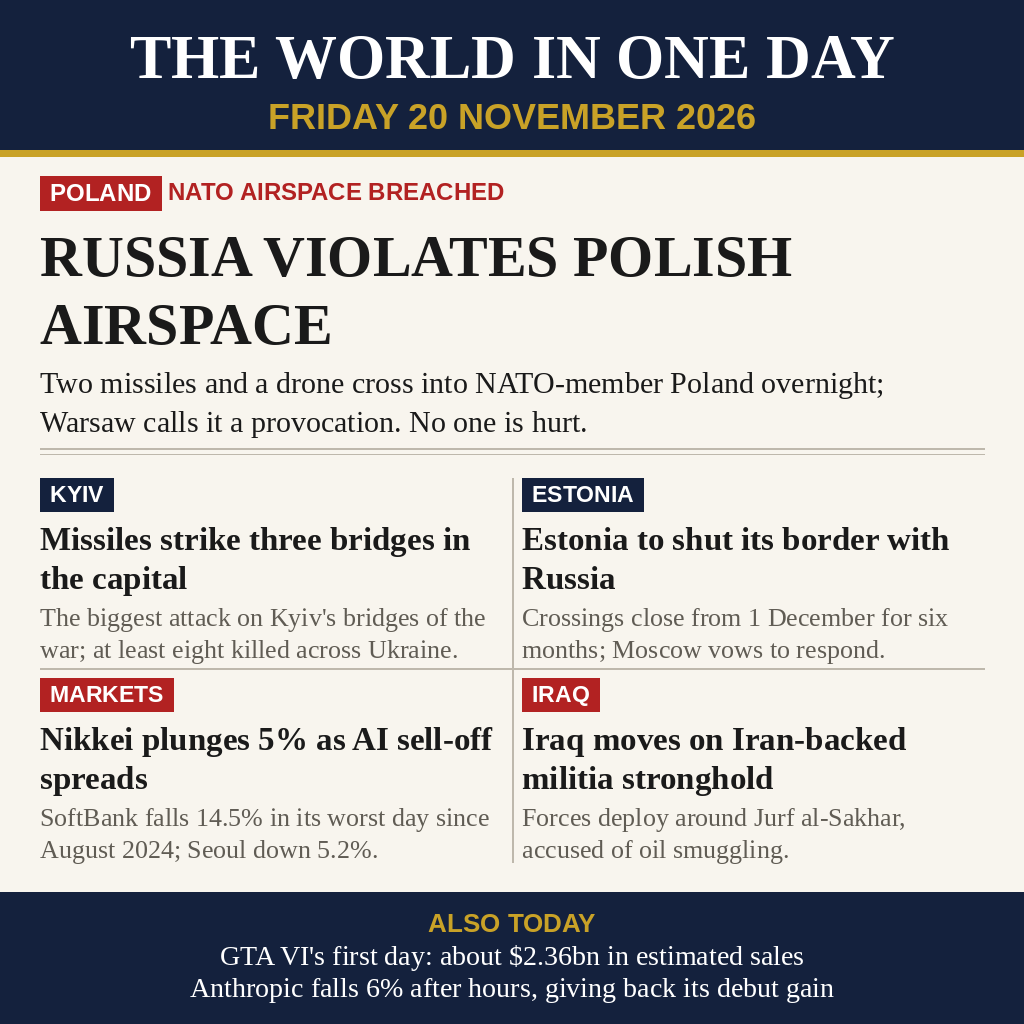 THE WORLD IN ONE DAY
FRIDAY 20 NOVEMBER 2026
POLAND NATO AIRSPACE BREACHED
RUSSIA VIOLATES POLISH
AIRSPACE
Two missiles and a drone cross into NATO-member Poland overnight;
Warsaw calls it a provocation. No one is hurt.
KYIV
Missiles strike three bridges in
the capital
The biggest attack on Kyiv's bridges of the
war; at least eight killed across Ukraine.
ESTONIA
Estonia to shut its border with
Russia
Crossings close from 1 December for six
months; Moscow vows to respond.
MARKETS
Nikkei plunges 5% as AI sell-off
spreads
SoftBank falls 14.5% in its worst day since
August 2024; Seoul down 5.2%.
IRAQ
Iraq moves on Iran-backed
militia stronghold
Forces deploy around Jurf al-Sakhar,
accused of oil smuggling.
ALSO TODAY
GTA VI's first day: about $2.36bn in estimated sales
Anthropic falls 6% after hours, giving back its debut gain